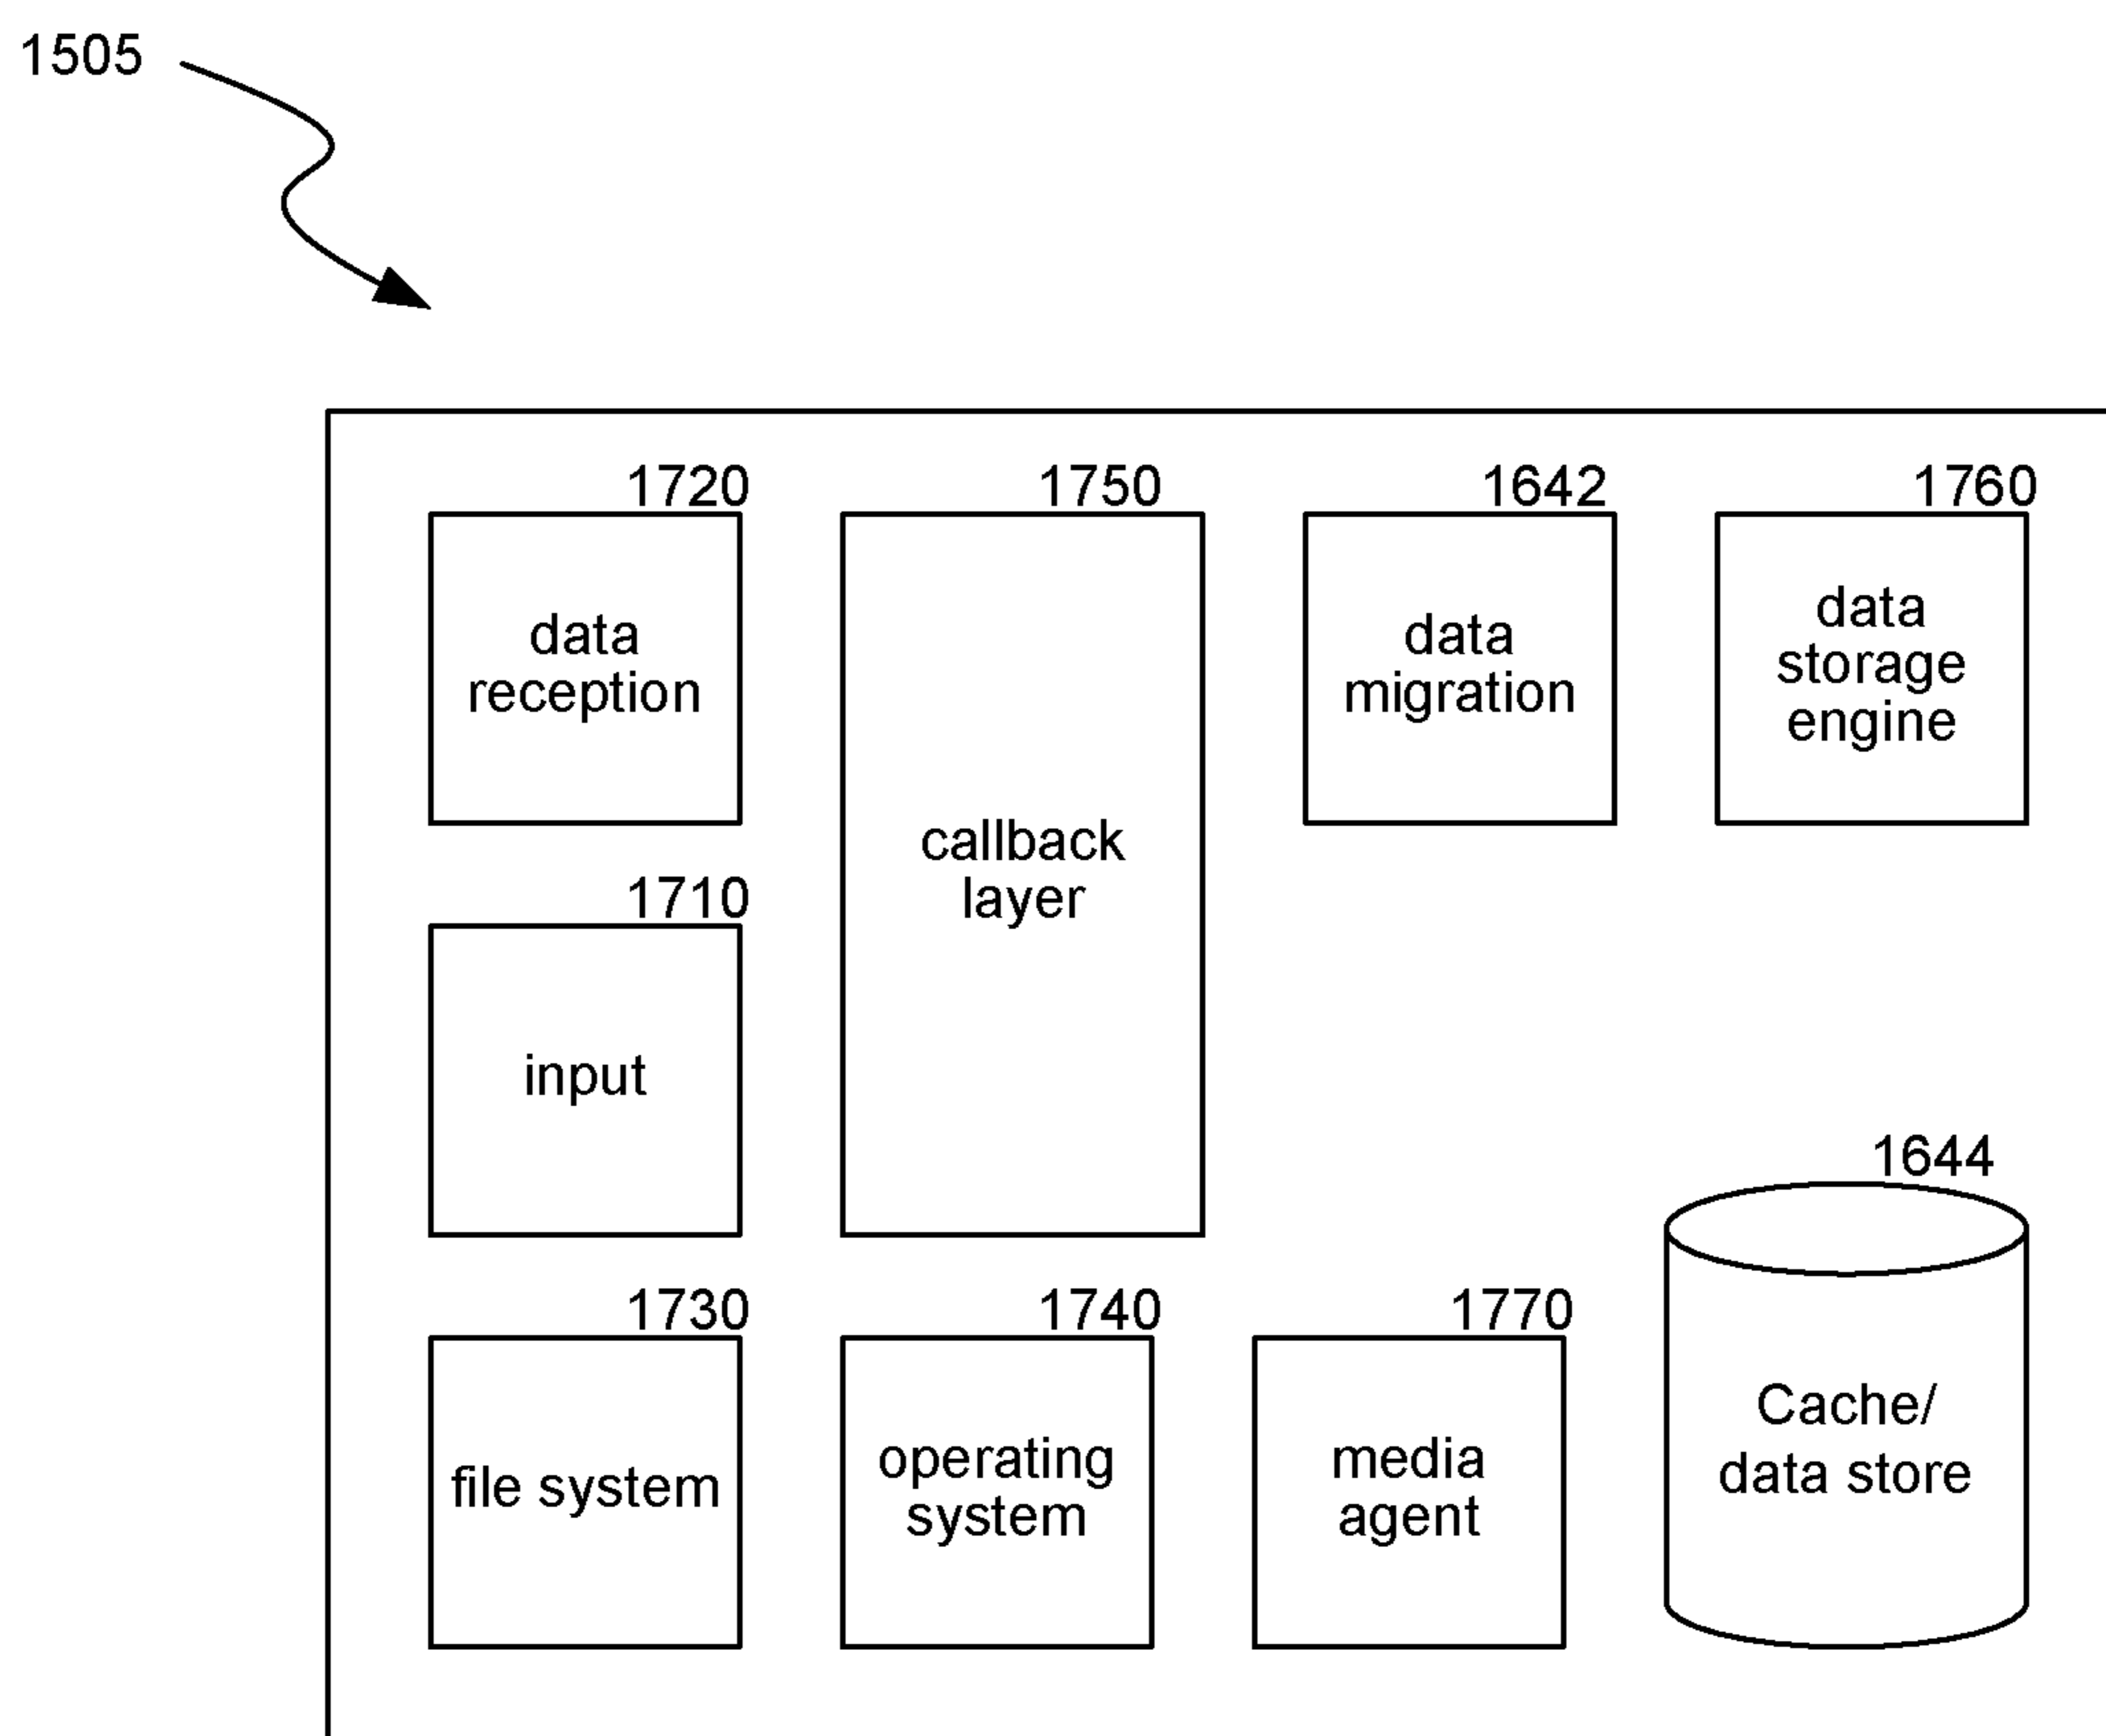 1505
1720
data
reception
1750
callback
layer
1642
data
migration
1760
data
storage
engine
1710
input
1730
file system
1740
operating
system
1770
media
agent
1644
Cache/
data store